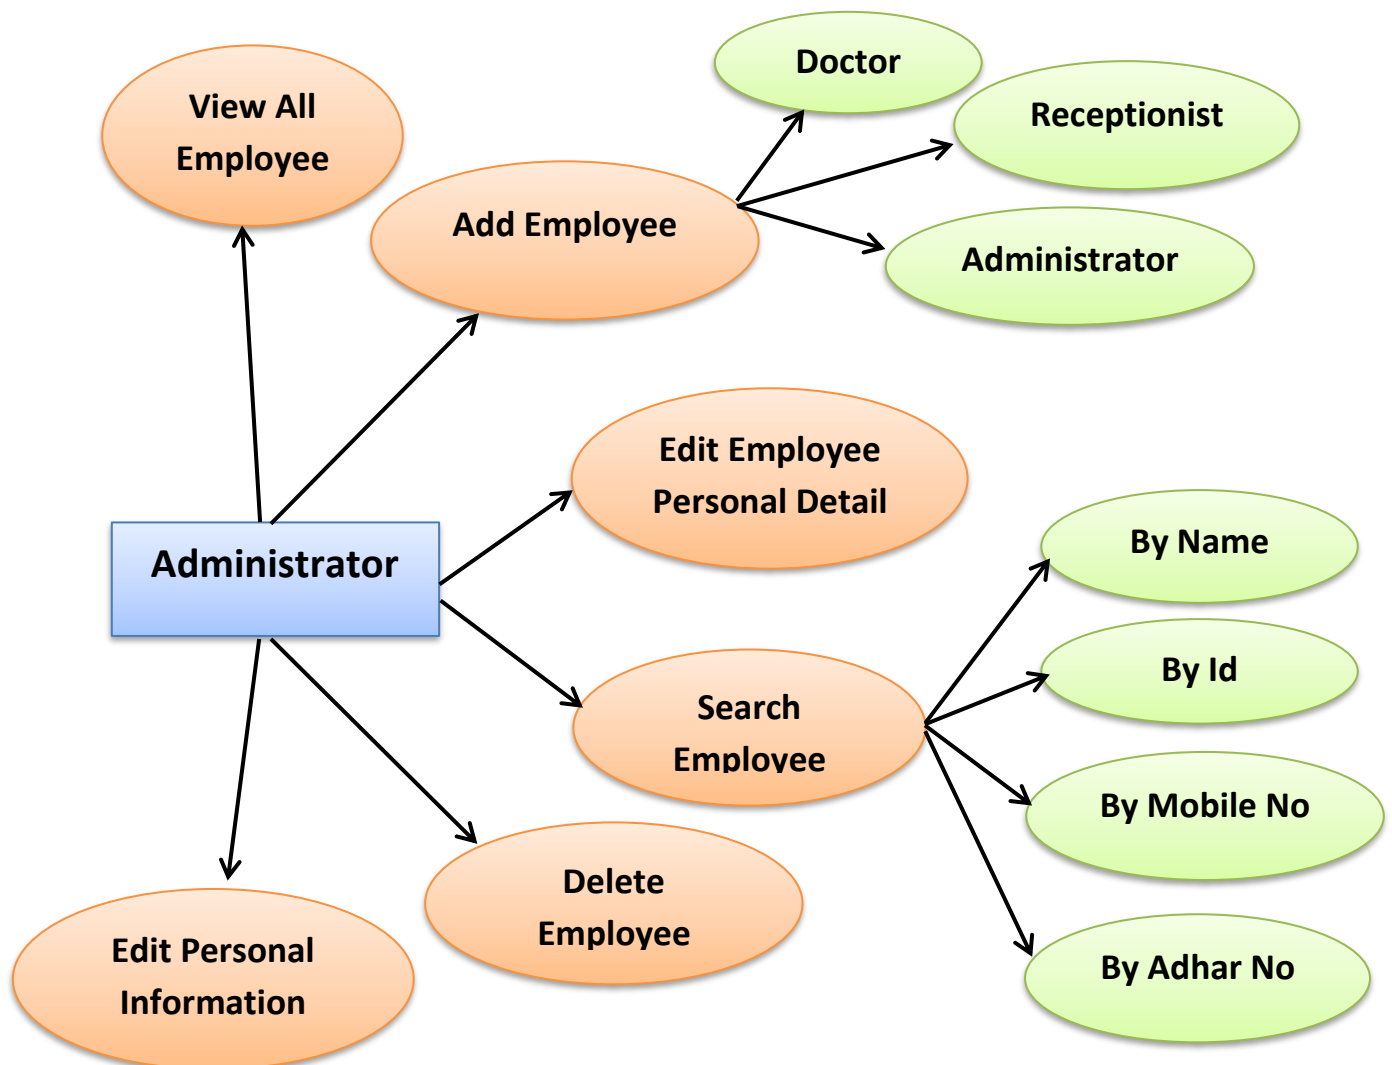 Doctor
View All
Employee
Receptionist
Add Employee
Administrator
Edit Employee
Personal Detail
Administrator
By Name
By Id
Search
Employee
By Mobile No
Delete
Employee
Edit Personal
Information
By Adhar No